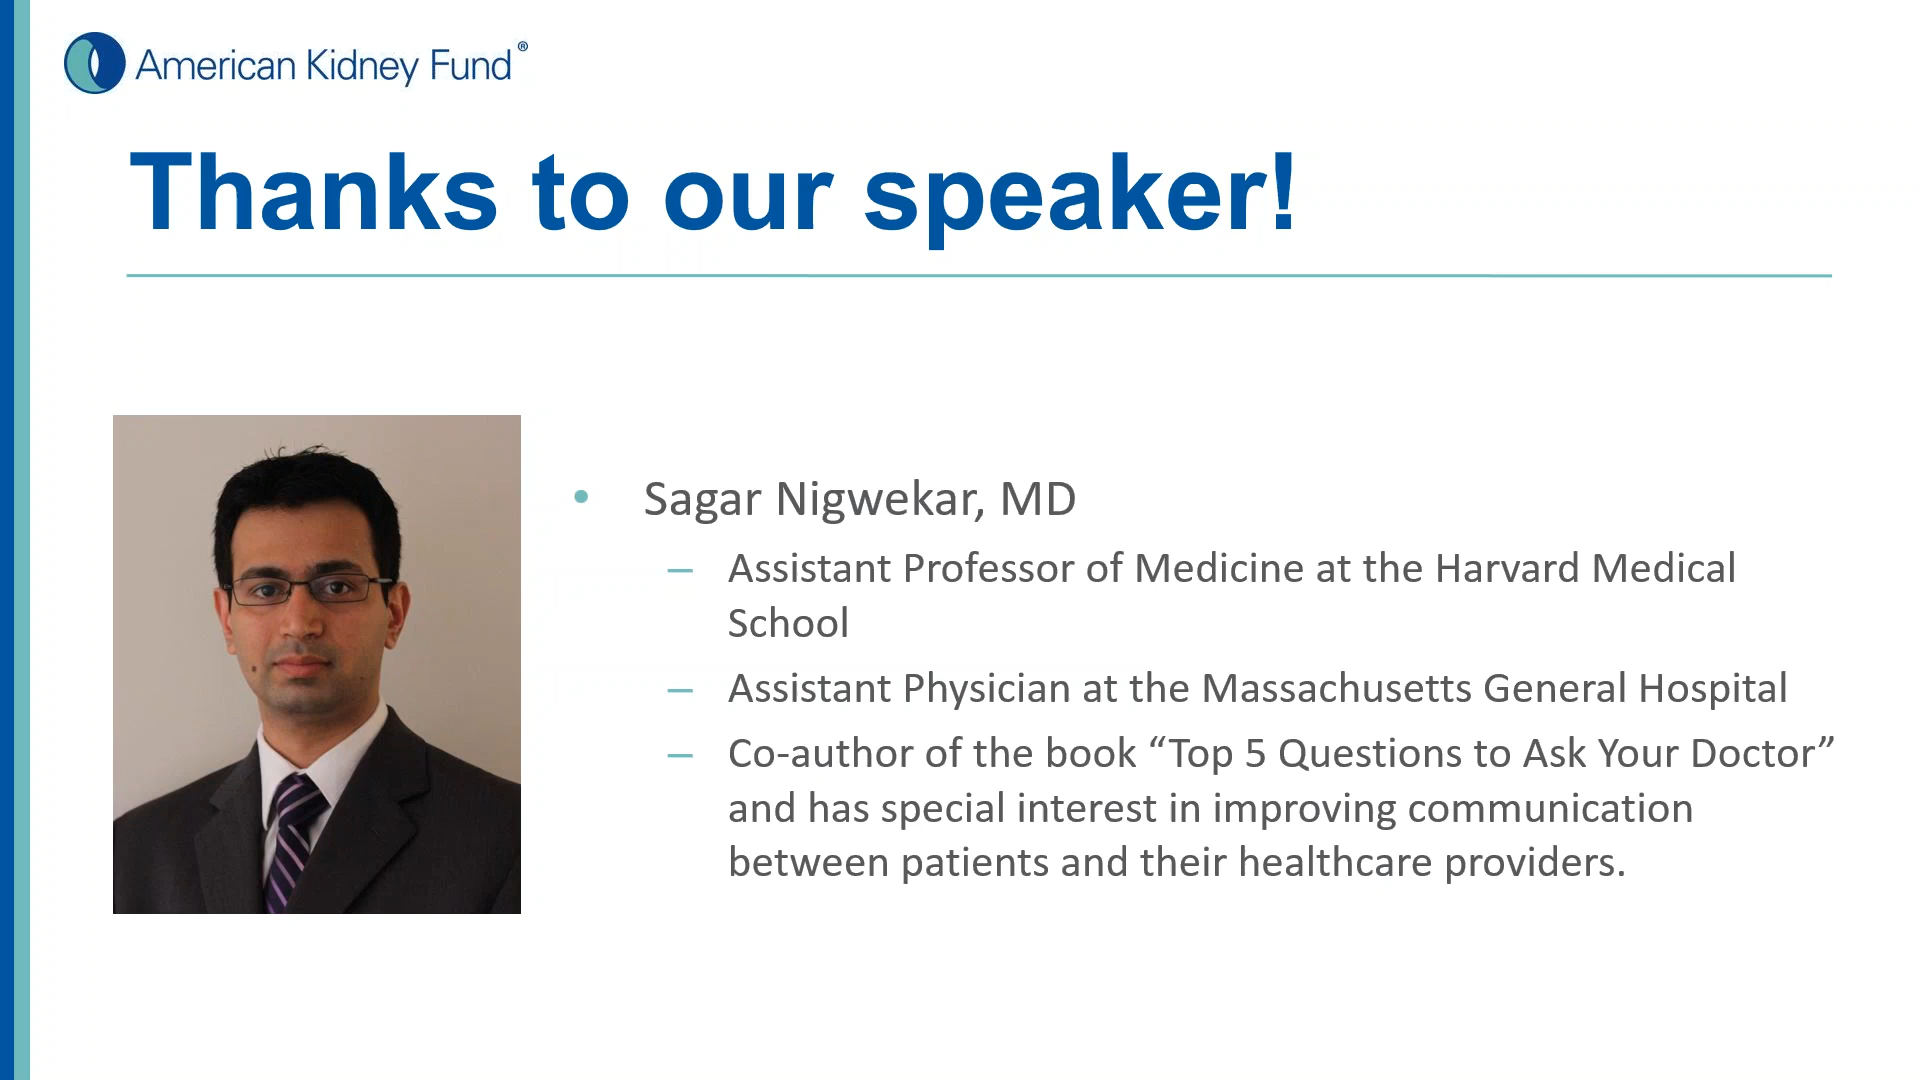 American Kidney Fund®
Thanks to our speaker!
• Sagar Nigwekar, MD
– Assistant Professor of Medicine at the Harvard Medical
School
– Assistant Physician at the Massachusetts General Hospital
– Co-author of the book “Top 5 Questions to Ask Your Doctor”
and has special interest in improving communication
between patients and their healthcare providers.